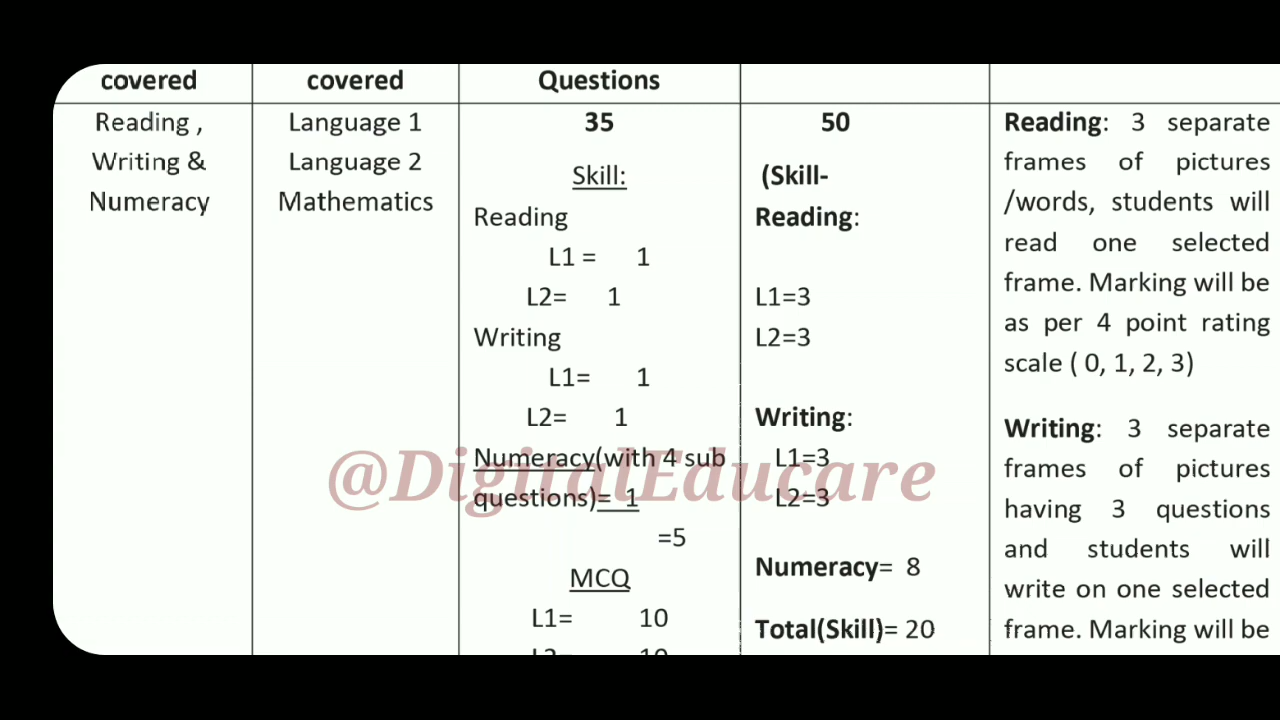 covered
covered
Questions
Reading ,
Writing &
Numeracy
Language 1
Language 2
Mathematics
35
Skill:
Reading
L1 = 1
L2= 1
Writing
L1= 1
L2= 1
Numeracy(with 4 sub
questions)= 1
=5
MCQ
L1= 10
L2= 10
50
(Skill-
Reading:
L1=3
L2=3
Writing:
L1=3
L2=3
Numeracy= 8
Total(Skill)= 20
Reading: 3 separate
frames of pictures
/words, students will
read one selected
frame. Marking will be
as per 4 point rating
scale ( 0, 1, 2, 3)
Writing: 3 separate
frames of pictures
having 3 questions
and students will
write on one selected
frame. Marking will be
@DigitalEducare